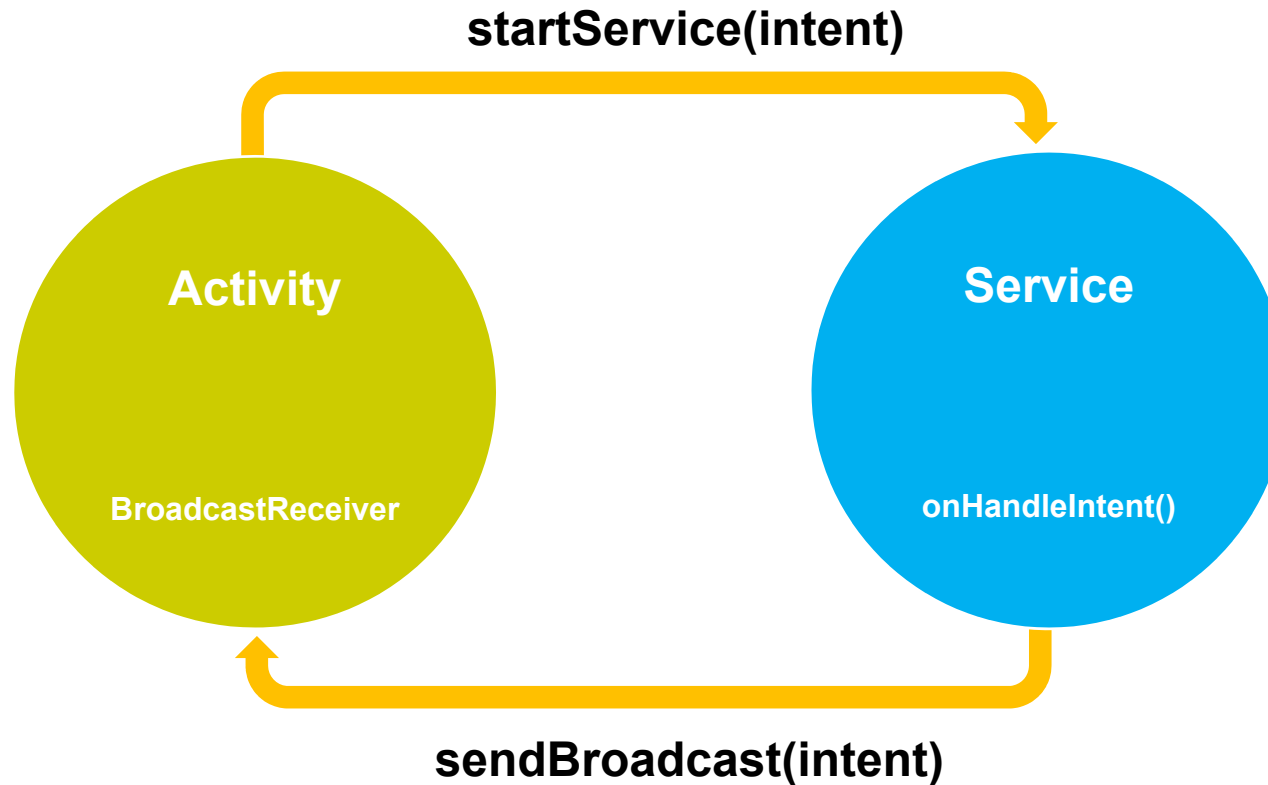 startService(intent)
Activity
Service
BroadcastReceiver
onHandleIntent()
sendBroadcast(intent)